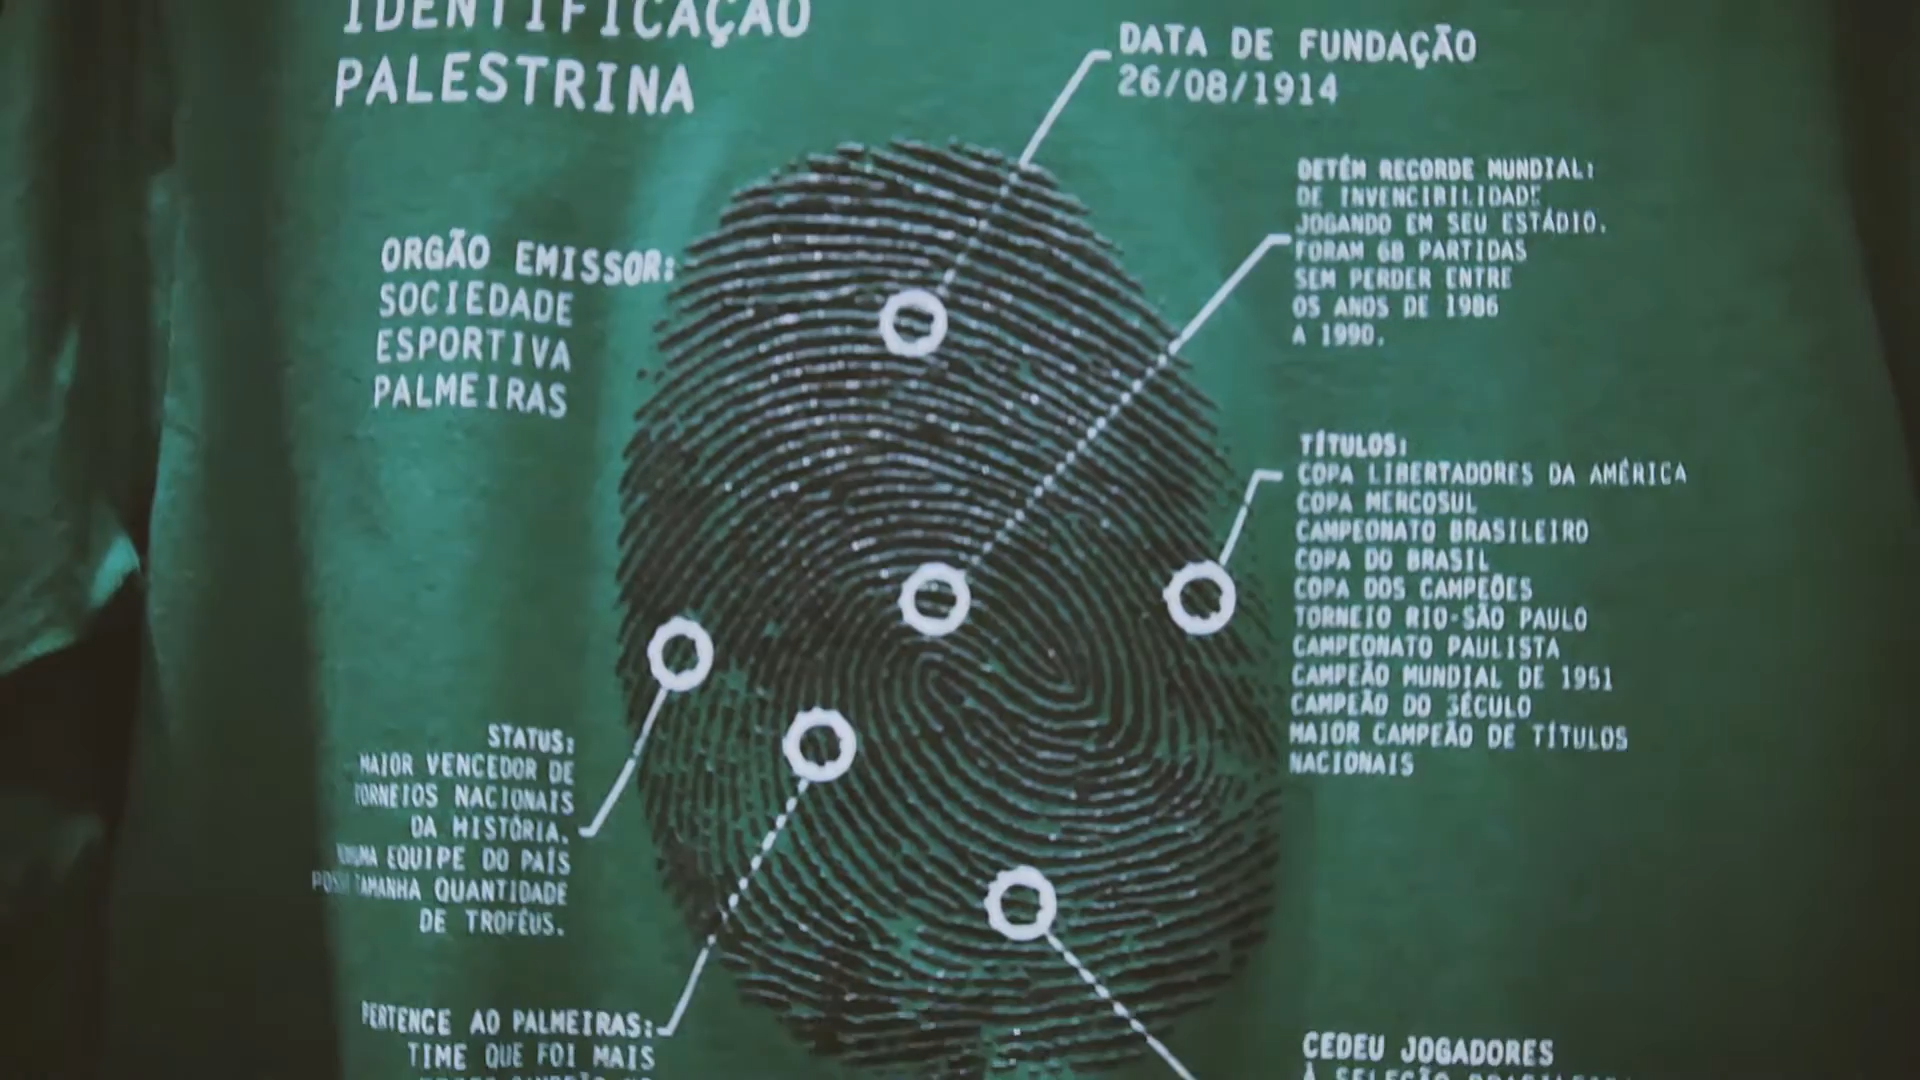 IDENTIFICAÇÃO
PALESTRINA
DATA DE FUNDAÇÃO
26/08/1914
DETÉM RECORDE MUNDIAL:
DE INVENCIBILIDADE
JOGANDO EM SEU ESTÁDIO.
FORAM 68 PARTIDAS
SEM PERDER ENTRE
OS ANOS DE 1986
A 1990.
ORGÃO EMISSOR:
SOCIEDADE
ESPORTIVA
PALMEIRAS
TÍTULOS:
COPA LIBERTADORES DA AMÉRICA
COPA MERCOSUL
CAMPEONATO BRASILEIRO
COPA DO BRASIL
COPA DOS CAMPEÕES
TORNEIO RIO-SÃO PAULO
CAMPEONATO PAULISTA
CAMPEÃO MUNDIAL DE 1951
CAMPEÃO DO SÉCULO
MAIOR CAMPEÃO DE TÍTULOS
NACIONAIS
STATUS:
MAIOR VENCEDOR DE
TORNEIOS NACIONAIS
DA HISTÓRIA.
EQUIPE DO PAÍS
TAMANHA QUANTIDADE
DE TROFÉUS.
PERTENCE AO PALMEIRAS:
TIME QUE FOI MAIS
CEDEU JOGADORES
À SELEÇÃO